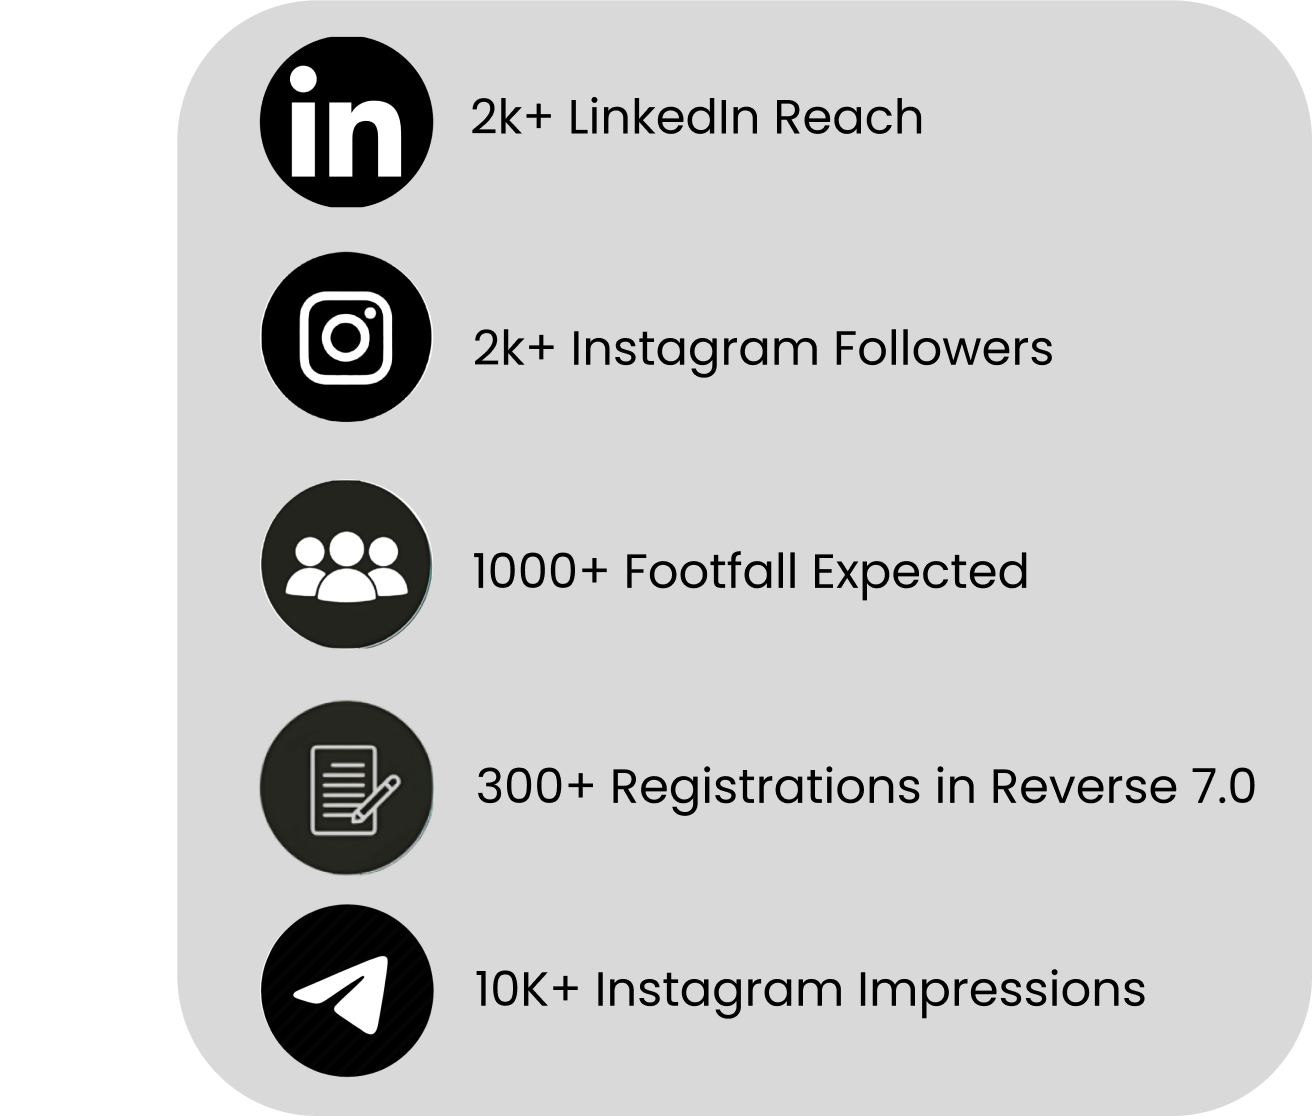 in
2k+ LinkedIn Reach
2k+ Instagram Followers
1000+ Footfall Expected
300+ Registrations in Reverse 7.0
10K+ Instagram Impressions